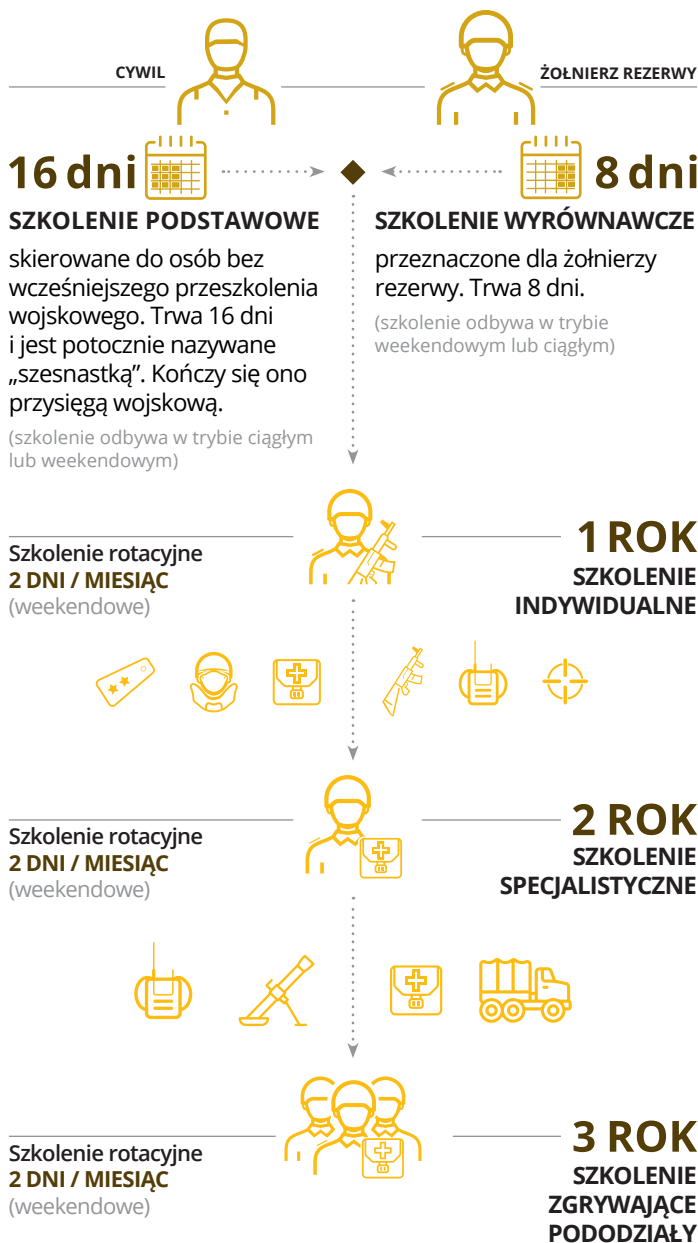 CYWIL
ŻOŁNIERZ REZERWY
16 dni
SZKOLENIE PODSTAWOWE
skierowane do osób bez
wcześniejszego przeszkolenia
wojskowego. Trwa 16 dni
i jest potocznie nazywane
„szesnastką”. Kończy się ono
przysięgą wojskową.
(szkolenie odbywa w trybie ciągłym
lub weekendowym)
8 dni
SZKOLENIE WYRÓWNAWCZE
przeznaczone dla żołnierzy
rezerwy. Trwa 8 dni.
(szkolenie odbywa w trybie
weekendowym lub ciągłym)
Szkolenie rotacyjne
2 DNI / MIESIĄC
(weekendowe)
1 ROK
SZKOLENIE
INDYWIDUALNE
Szkolenie rotacyjne
2 DNI / MIESIĄC
(weekendowe)
2 ROK
SZKOLENIE
SPECJALISTYCZNE
Szkolenie rotacyjne
2 DNI / MIESIĄC
(weekendowe)
3 ROK
SZKOLENIE
ZGRYWAJĄCE
PODODZIAŁY